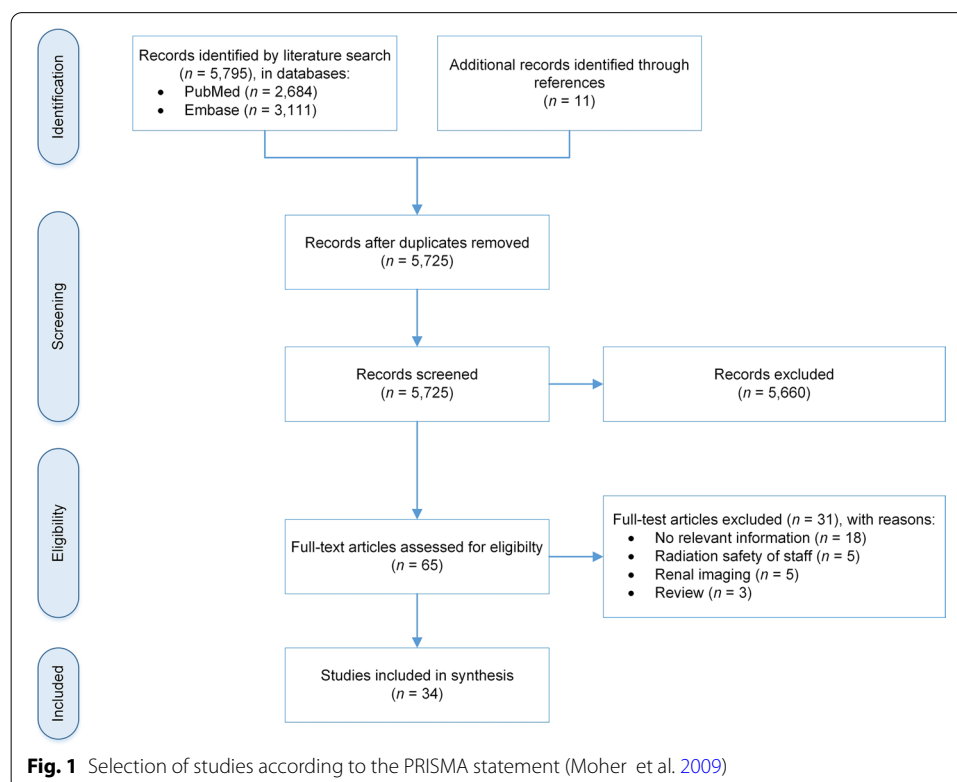 Identification
Records identified by literature search
(n = 5,795), in databases:
• PubMed (n = 2,684)
• Embase (n = 3,111)
Additional records identified through
references
(n = 11)
Screening
Records after duplicates removed
(n = 5,725)
Records screened
(n = 5,725)
Records excluded
(n = 5,660)
Eligibility
Full-text articles assessed for eligibilty
(n = 65)
Full-test articles excluded (n = 31), with reasons:
• No relevant information (n = 18)
• Radiation safety of staff (n = 5)
• Renal imaging (n = 5)
• Review (n = 3)
Included
Studies included in synthesis
(n = 34)
Fig. 1 Selection of studies according to the PRISMA statement (Moher et al. 2009)